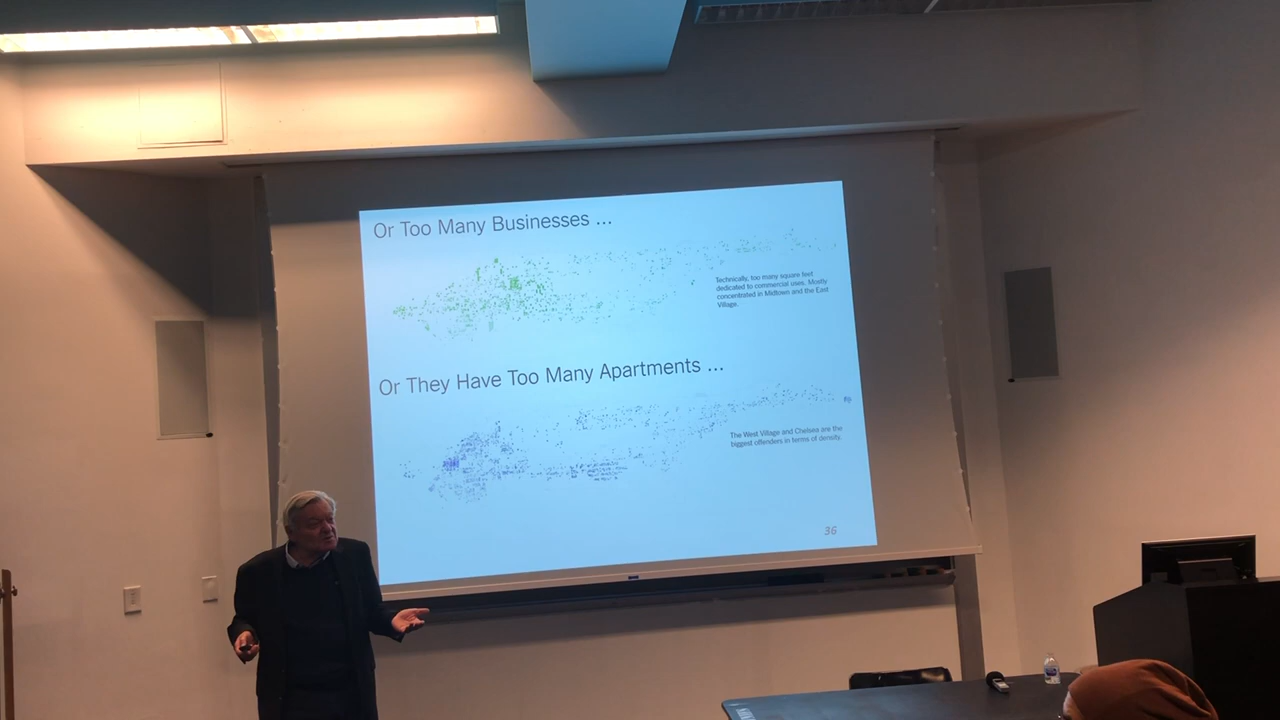 Or Too Many Businesses ...
Technically, too many square feet
dedicated to commercial uses. Mostly
concentrated in Midtown and the East
Village.
Or They Have Too Many Apartments ...
The West Village and Chelsea are the
biggest offenders in terms of density.
36